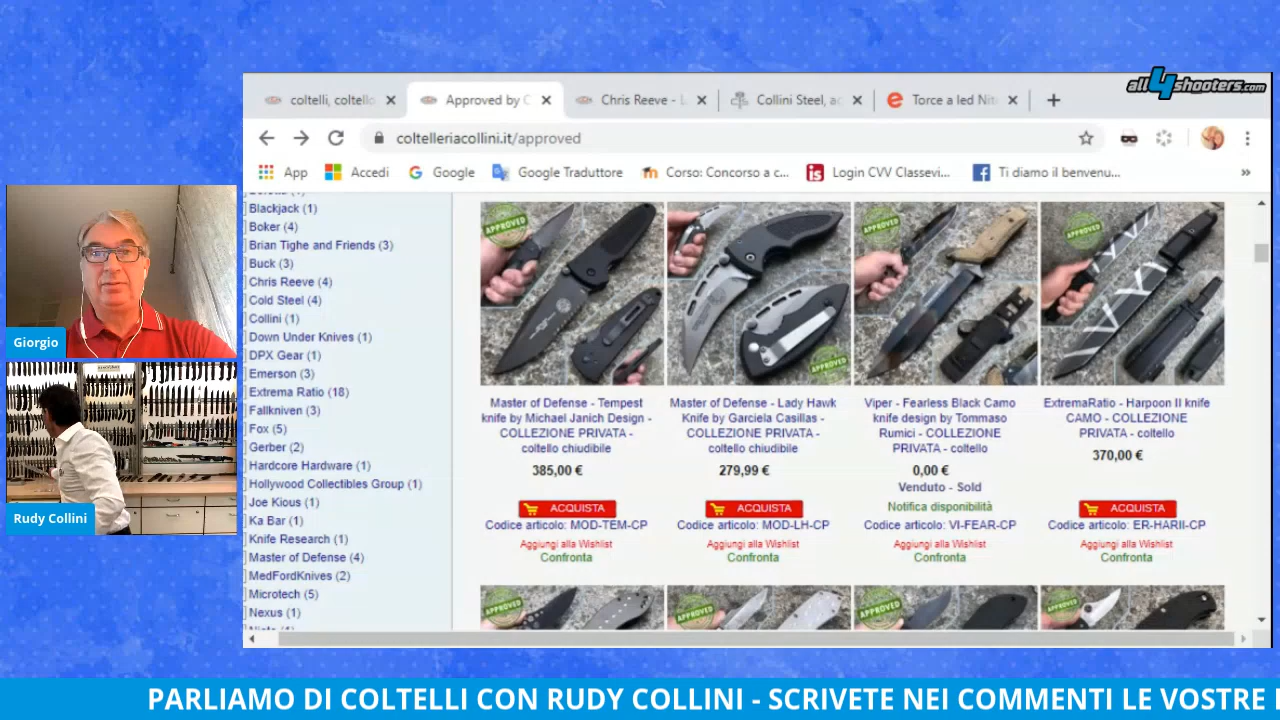 all4shooters.com
coltelli, coltello
Approved by C
Chris Reeve - L
Collini Steel, ac
Torce a led Nit
coltelleriacollini.it/approved
App
Accedi
Google
Google Traduttore
Corso: Concorso a c...
Login CVV Classevi...
Ti diamo il benvenu...
»
Blackjack (1)
Boker (4)
Brian Tighe and Friends (3)
Buck (3)
Chris Reeve (4)
Cold Steel (4)
Collini (1)
Down Under Knives (1)
DPX Gear (1)
Emerson (3)
Extrema Ratio (18)
Fallkniven (3)
Fox (5)
Gerber (2)
Hardcore Hardware (1)
Hollywood Collectibles Group (1)
Joe Kious (1)
Ka Bar (1)
Knife Research (1)
Master of Defense (4)
MedFordKnives (2)
Microtech (5)
Nexus (1)
APPROVED
Master of Defense - Tempest
knife by Michael Janich Design -
COLLEZIONE PRIVATA -
coltello chiudibile
385,00 €
ACQUISTA
Codice articolo: MOD-TEM-CP
Aggiungi alla Wishlist
Confronta
APPROVED
Master of Defense - Lady Hawk
Knife by Garciela Casillas -
COLLEZIONE PRIVATA -
coltello chiudibile
279,99 €
ACQUISTA
Codice articolo: MOD-LH-CP
Aggiungi alla Wishlist
Confronta
APPROVED
Viper - Fearless Black Camo
knife design by Tommaso
Rumici - COLLEZIONE
PRIVATA - coltello
0,00 €
Venduto - Sold
Notifica disponibilità
Codice articolo: VI-FEAR-CP
Aggiungi alla Wishlist
Confronta
APPROVED
ExtremaRatio - Harpoon II knife
CAMO - COLLEZIONE
PRIVATA - coltello
370,00 €
ACQUISTA
Codice articolo: ER-HARII-CP
Aggiungi alla Wishlist
Confronta
APPROVED
APPROVED
APPROVED
APPROVED
Giorgio
Rudy Collini
PARLIAMO DI COLTELLI CON RUDY COLLINI - SCRIVETE NEI COMMENTI LE VOSTRE